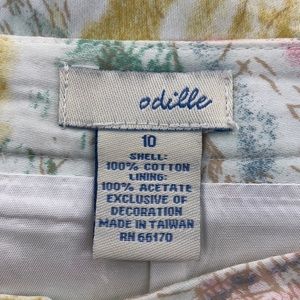 odille
10
SHELL:
100% COTTON
LINING:
100% ACETATE
EXCLUSIVE OF
DECORATION
MADE IN TAIWAN
RN 66170